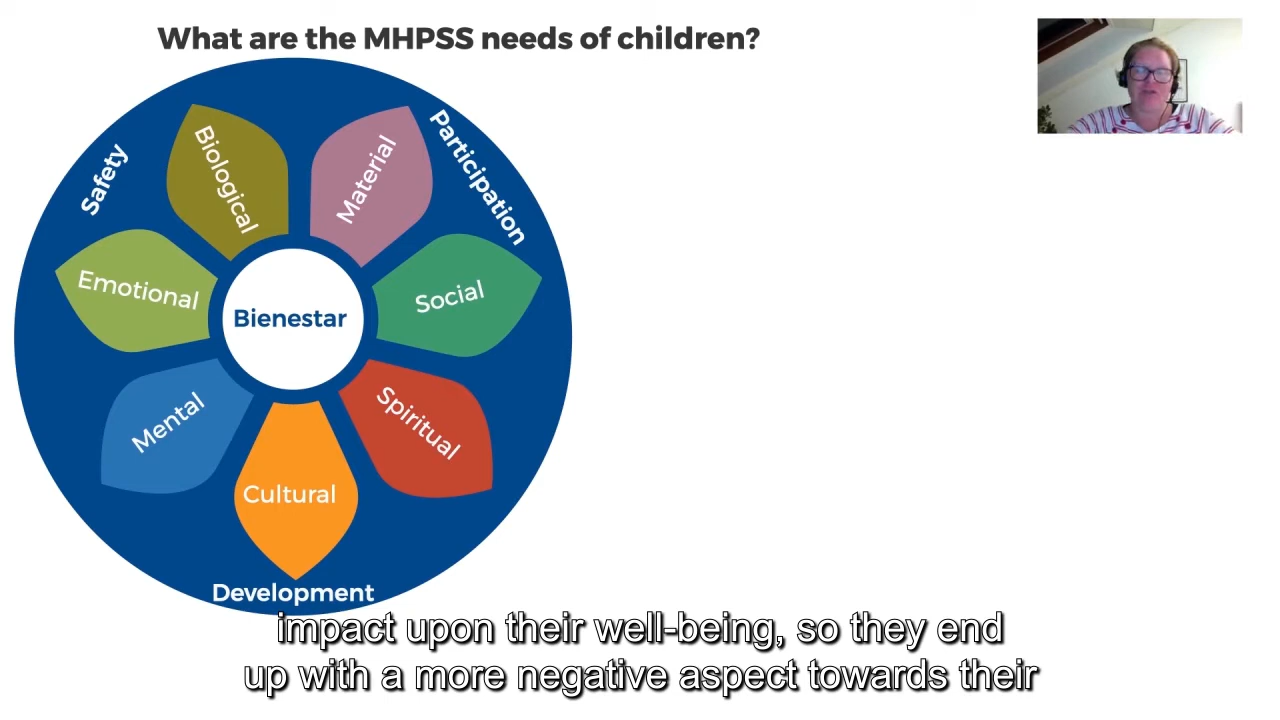 What are the MHPSS needs of children?
Safety
Biological
Material
Participation
Emotional
Social
Bienestar
Mental
Spiritual
Cultural
Development
impact upon their well-being, so they end
up with a more negative aspect towards their